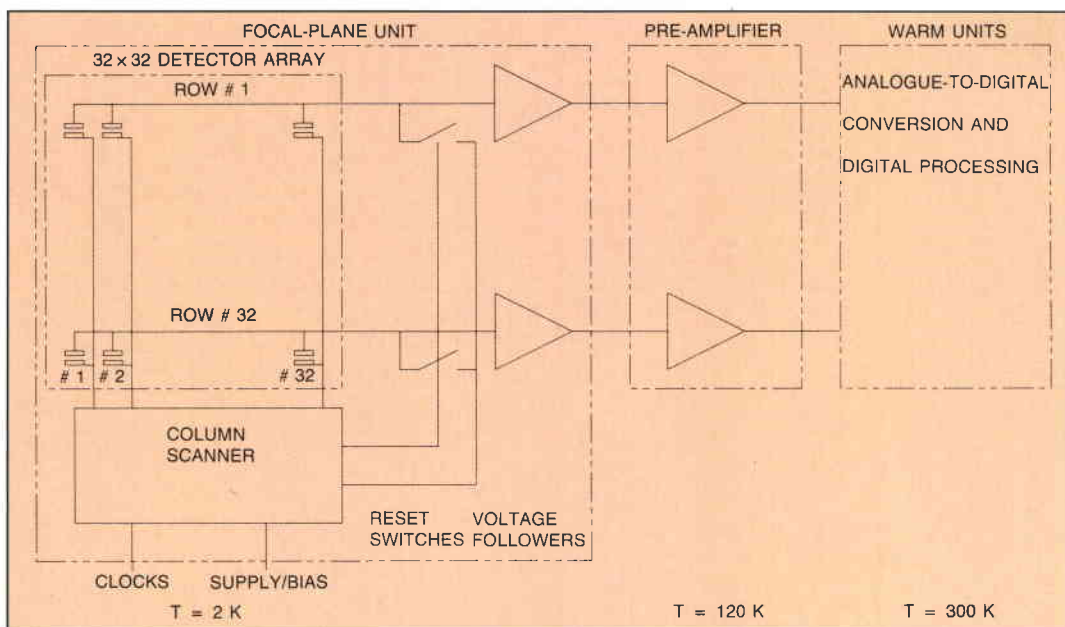 FOCAL-PLANE UNIT
PRE-AMPLIFIER
WARM UNITS
32 × 32 DETECTOR ARRAY
ROW # 1
ANALOGUE-TO-DIGITAL
CONVERSION AND
DIGITAL PROCESSING
ROW # 32
# 1
# 2
# 32
COLUMN
SCANNER
RESET
SWITCHES
VOLTAGE
FOLLOWERS
CLOCKS
SUPPLY/BIAS
T = 2 K
T = 120 K
T = 300 K